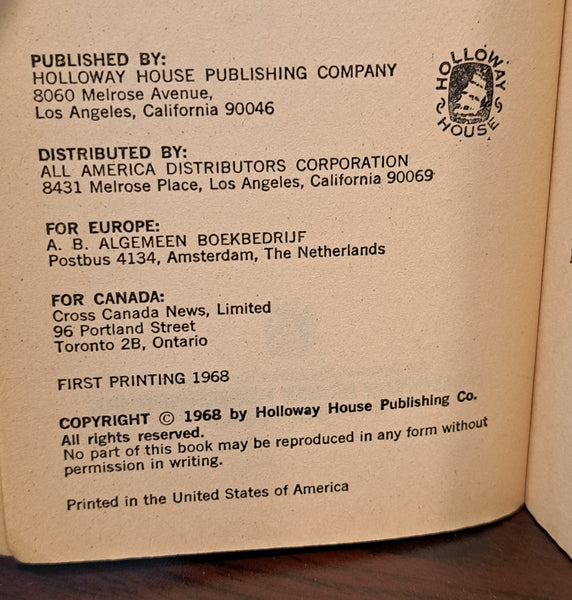 PUBLISHED BY:
HOLLOWAY HOUSE PUBLISHING COMPANY
8060 Melrose Avenue,
Los Angeles, California 90046
HOLLOWAY
HOUSE
DISTRIBUTED BY:
ALL AMERICA DISTRIBUTORS CORPORATION
8431 Melrose Place, Los Angeles, California 90069
FOR EUROPE:
A. B. ALGEMEEN BOEKBEDRIJF
Postbus 4134, Amsterdam, The Netherlands
FOR CANADA:
Cross Canada News, Limited
96 Portland Street
Toronto 2B, Ontario
FIRST PRINTING 1968
COPYRIGHT © 1968 by Holloway House Publishing Co.
All rights reserved.
No part of this book may be reproduced in any form without
permission in writing.
Printed in the United States of America